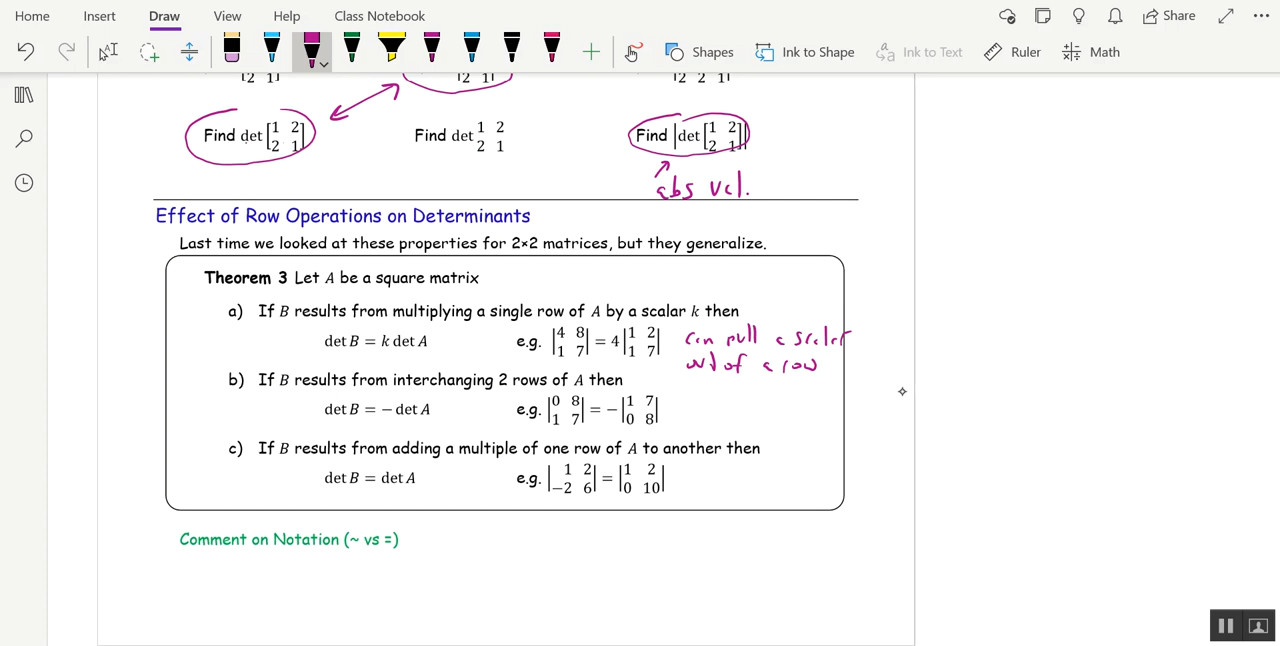 Home Insert Draw View Help Class Notebook Share
Shapes Ink to Shape Ink to Text Ruler Math
[2 1] [2 1] [2 2 1]
Find det [1 2 Find det 1 2 Find |det [1 2
2 1] 2 1 2 1]|
abs val.
Effect of Row Operations on Determinants
Last time we looked at these properties for 2×2 matrices, but they generalize.
Theorem 3 Let A be a square matrix
a) If B results from multiplying a single row of A by a scalar k then
det B = k det A e.g. |4 8; 1 7| = 4 |1 2; 1 7| can pull a scalar
out of a row
b) If B results from interchanging 2 rows of A then
det B = − det A e.g. |0 8; 1 7| = − |1 7; 0 8|
c) If B results from adding a multiple of one row of A to another then
det B = det A e.g. |1 2; −2 6| = |1 2; 0 10|
Comment on Notation (~ vs =)